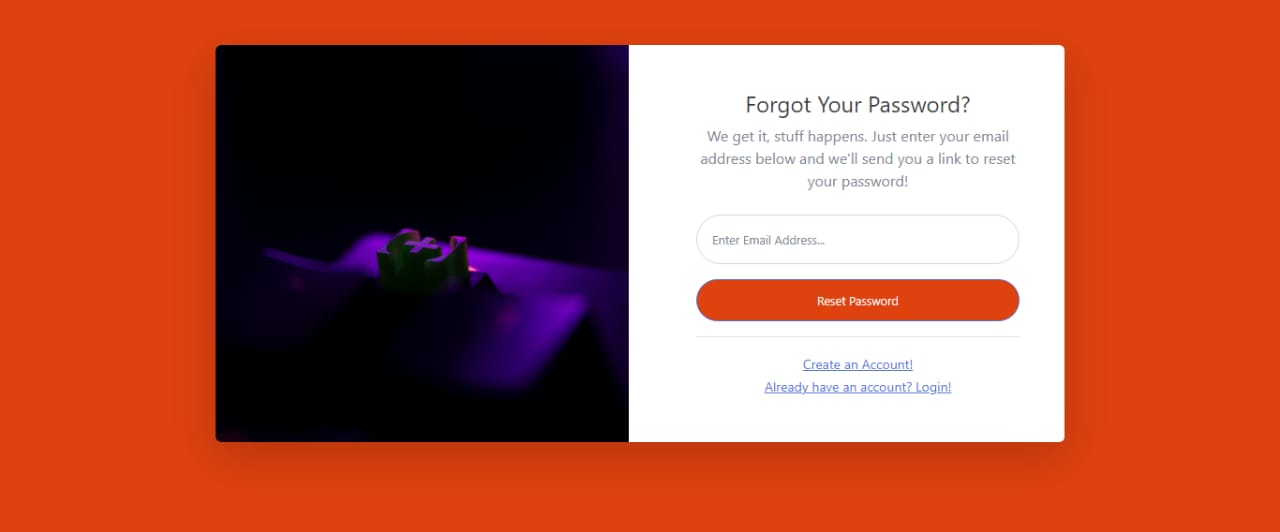 Forgot Your Password?
We get it, stuff happens. Just enter your email
address below and we'll send you a link to reset
your password!
Enter Email Address...
Reset Password
Create an Account!
Already have an account? Login!